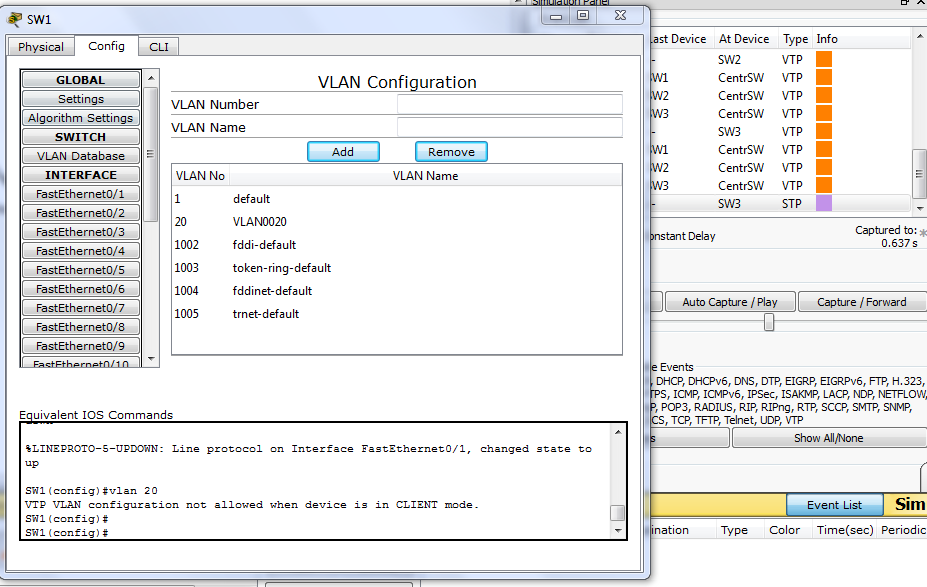 SW1
Simulation Panel
Physical
Config
CLI
GLOBAL
Settings
Algorithm Settings
SWITCH
VLAN Database
INTERFACE
FastEthernet0/1
FastEthernet0/2
FastEthernet0/3
FastEthernet0/4
FastEthernet0/5
FastEthernet0/6
FastEthernet0/7
FastEthernet0/8
FastEthernet0/9
FastEthernet0/10
VLAN Configuration
VLAN Number
VLAN Name
Add Remove
VLAN No VLAN Name
1 default
20 VLAN0020
1002 fddi-default
1003 token-ring-default
1004 fddinet-default
1005 trnet-default
Equivalent IOS Commands
%LINEPROTO-5-UPDOWN: Line protocol on Interface FastEthernet0/1, changed state to
up
SW1(config)#vlan 20
VTP VLAN configuration not allowed when device is in CLIENT mode.
SW1(config)#
SW1(config)#
Last Device At Device Type Info
-- SW2 VTP
SW1 CentrSW VTP
SW2 CentrSW VTP
SW3 CentrSW VTP
-- SW3 VTP
SW1 CentrSW VTP
SW2 CentrSW VTP
SW3 CentrSW VTP
-- SW3 STP
onstant Delay
Captured to: *
0.637 s
Auto Capture / Play
Capture / Forward
e Events
, DHCP, DHCPv6, DNS, DTP, EIGRP, EIGRPv6, FTP, H.323,
TPS, ICMP, ICMPv6, IPSec, ISAKMP, LACP, NDP, NETFLOW,
P, POP3, RADIUS, RIP, RIPng, RTP, SCCP, SMTP, SNMP,
CS, TCP, TFTP, Telnet, UDP, VTP
s
Show All/None
Event List
Sim
ination Type Color Time(sec) Periodic